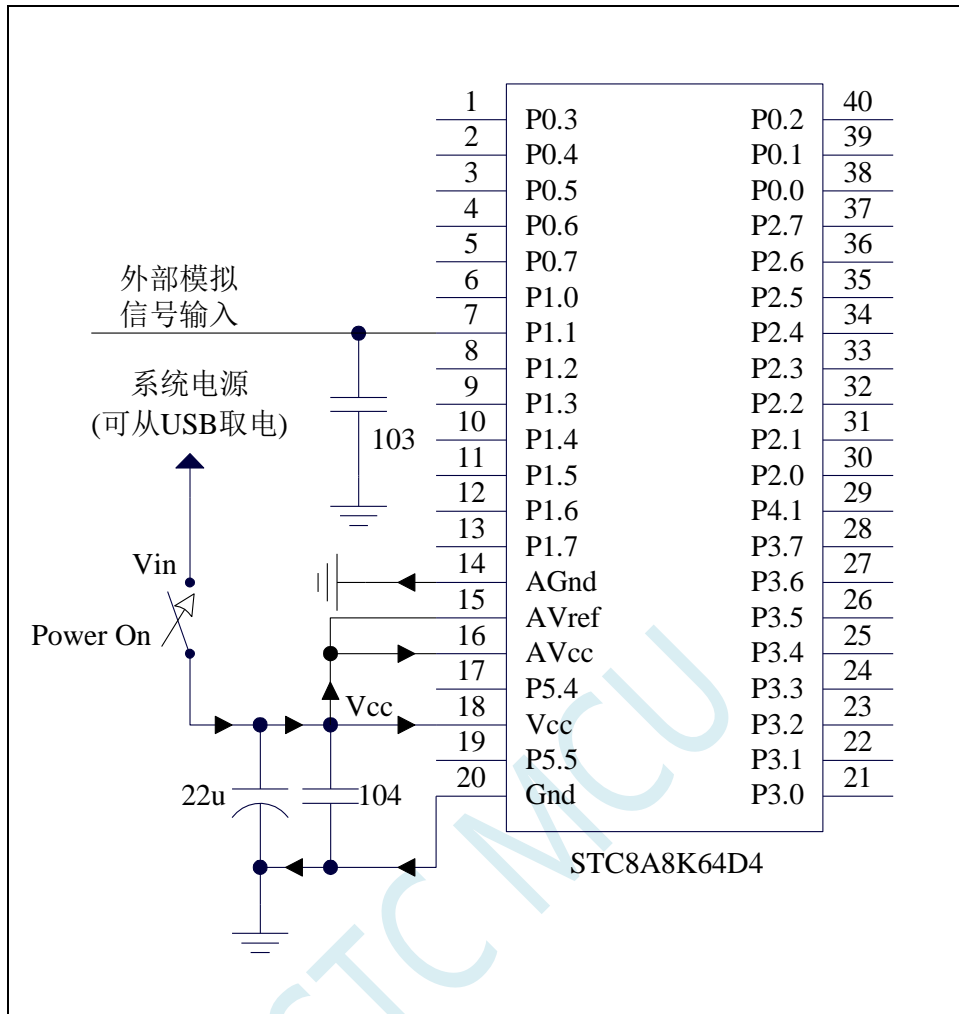 1 P0.3 P0.2 40
2 P0.4 P0.1 39
3 P0.5 P0.0 38
4 P0.6 P2.7 37
5 P0.7 P2.6 36
6 P1.0 P2.5 35
外部模拟
信号输入
7 P1.1 P2.4 34
8 P1.2 P2.3 33
系统电源
(可从USB取电)
9 P1.3 P2.2 32
103
10 P1.4 P2.1 31
11 P1.5 P2.0 30
12 P1.6 P4.1 29
13 P1.7 P3.7 28
Vin
14 AGnd P3.6 27
15 AVref P3.5 26
Power On
16 AVcc P3.4 25
17 P5.4 P3.3 24
Vcc
18 Vcc P3.2 23
19 P5.5 P3.1 22
22u
104
20 Gnd P3.0 21
STC8A8K64D4
STC MCU